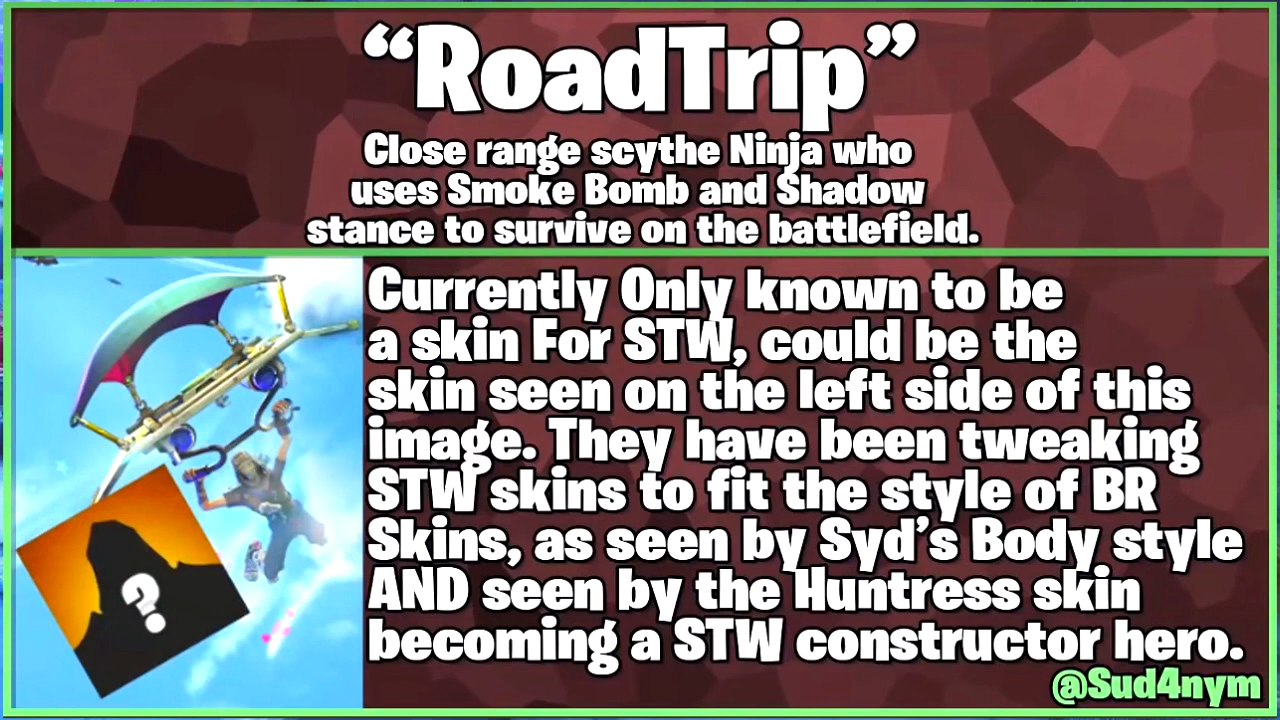 “RoadTrip”
Close range scythe Ninja who
uses Smoke Bomb and Shadow
stance to survive on the battlefield.
Currently Only known to be
a skin For STW, could be the
skin seen on the left side of this
image. They have been tweaking
STW skins to fit the style of BR
Skins, as seen by Syd’s Body style
AND seen by the Huntress skin
becoming a STW constructor hero.
?
@Sud4nym